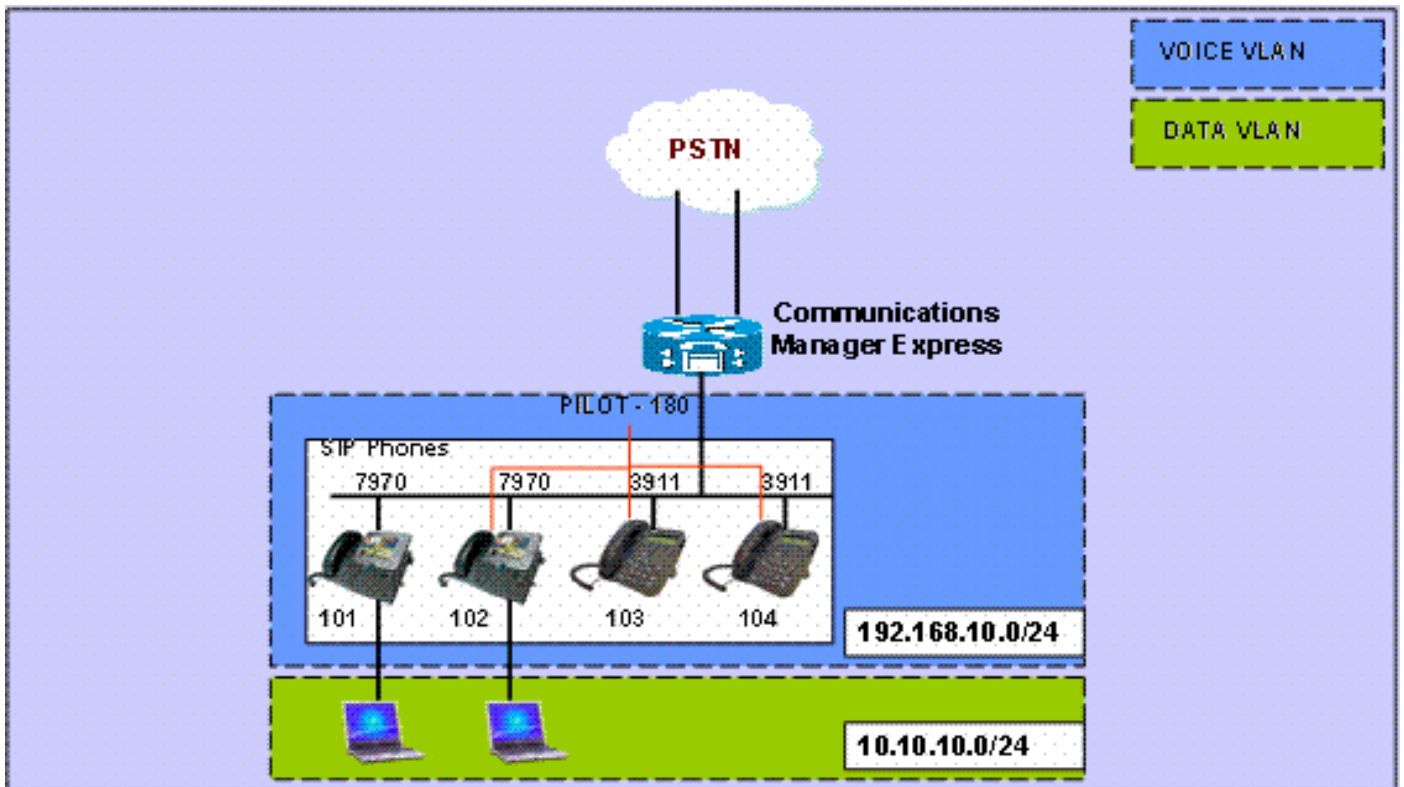 VOICE VLAN
DATA VLAN
PSTN
Communications
Manager Express
PILOT - 180
SIP Phones
7970 7970 3911 3911
101 102 103 104
192.168.10.0/24
10.10.10.0/24